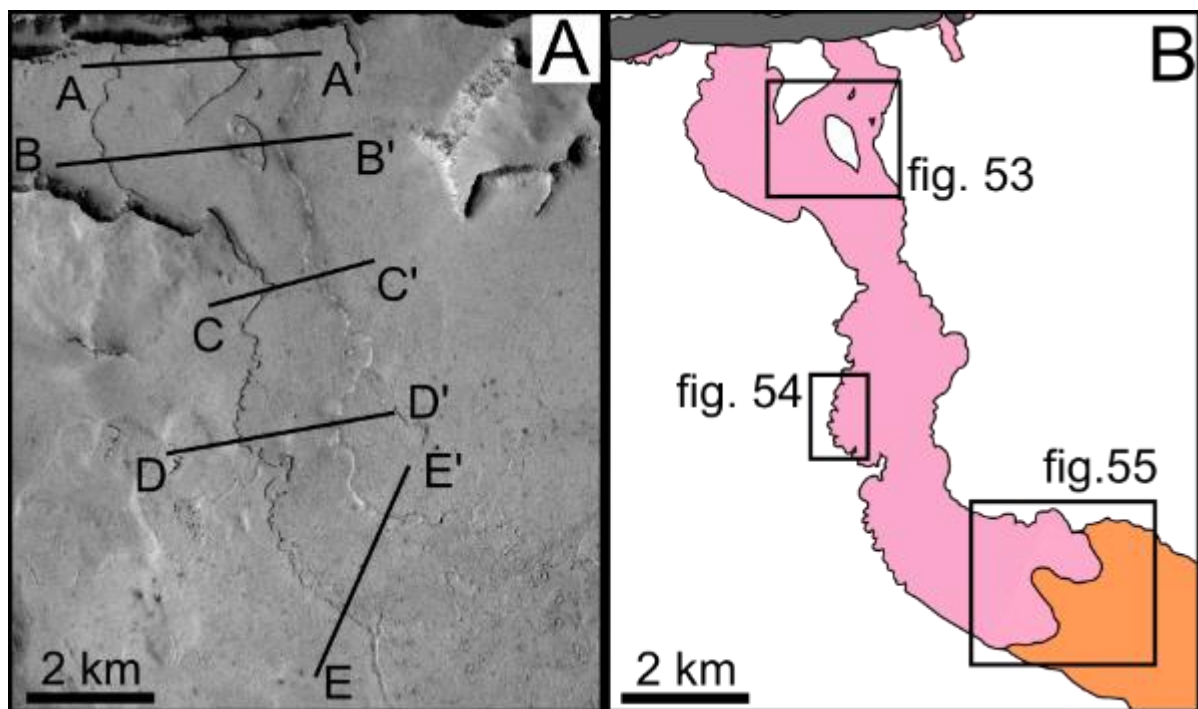 A
A A'
B B'
C C'
D D'
E'
E
2 km
B
fig. 53
fig. 54
fig.55
2 km